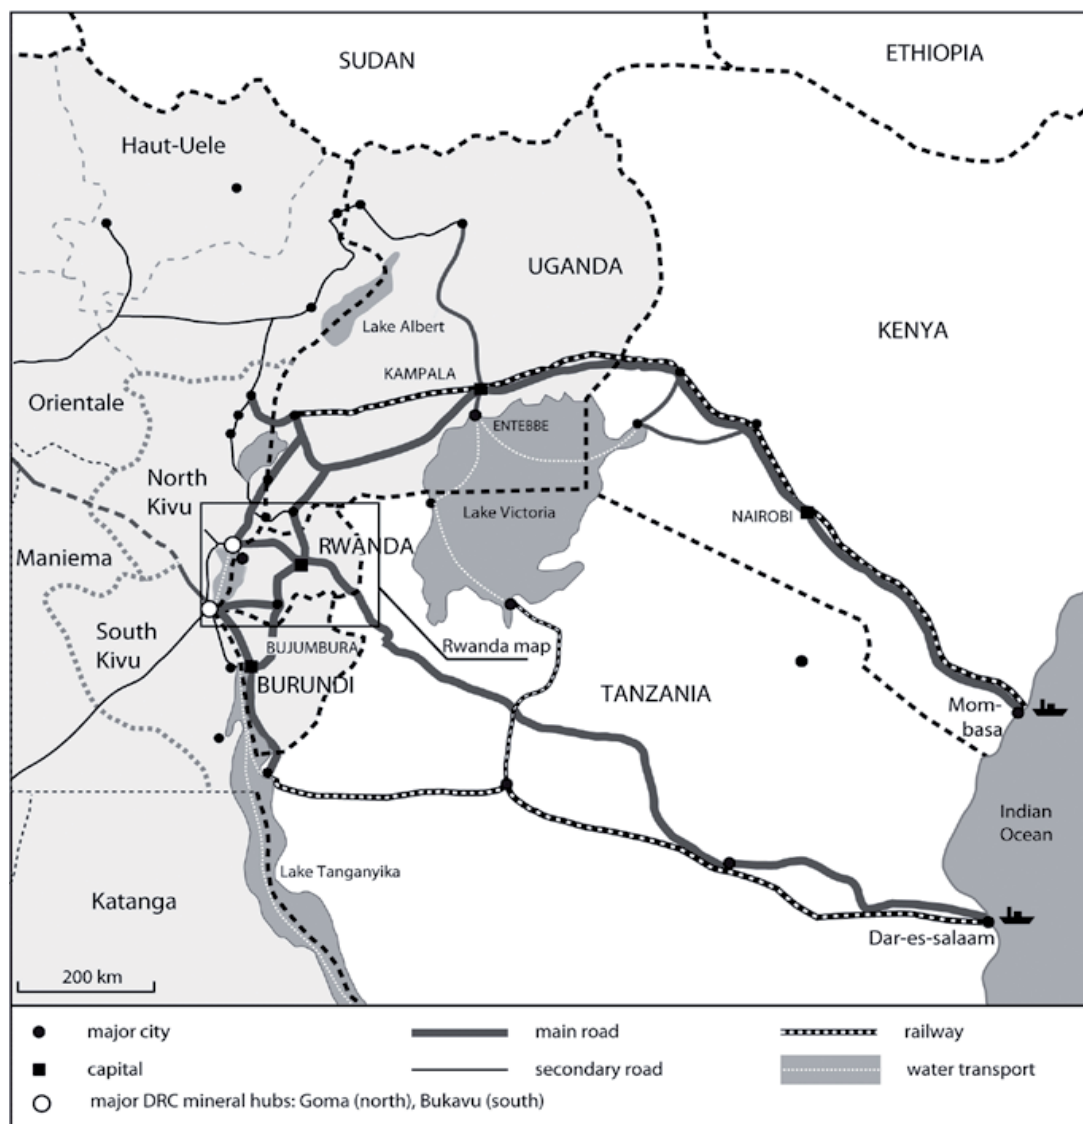 SUDAN
ETHIOPIA
Haut-Uele
UGANDA
Lake Albert
KENYA
KAMPALA
Orientale
ENTEBBE
North
Kivu
Lake Victoria
NAIROBI
RWANDA
Maniema
South
Kivu
BUJUMBURA
Rwanda map
BURUNDI
TANZANIA
Mom-
basa
Indian
Ocean
Lake Tanganyika
Katanga
Dar-es-salaam
200 km
major city
main road
railway
capital
secondary road
water transport
major DRC mineral hubs: Goma (north), Bukavu (south)